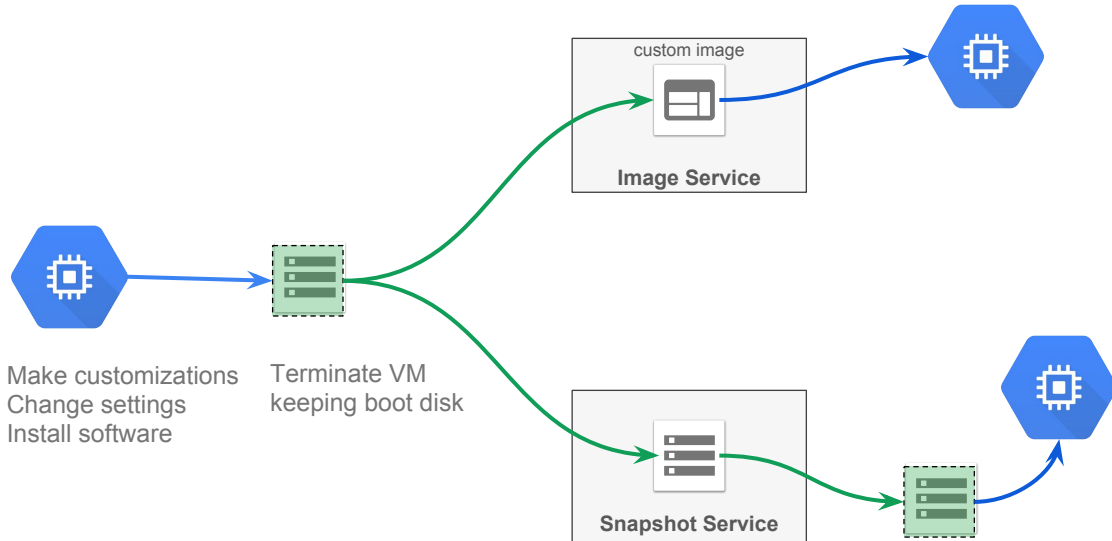 custom image
Image Service
Make customizations
Change settings
Install software
Terminate VM
keeping boot disk
Snapshot Service